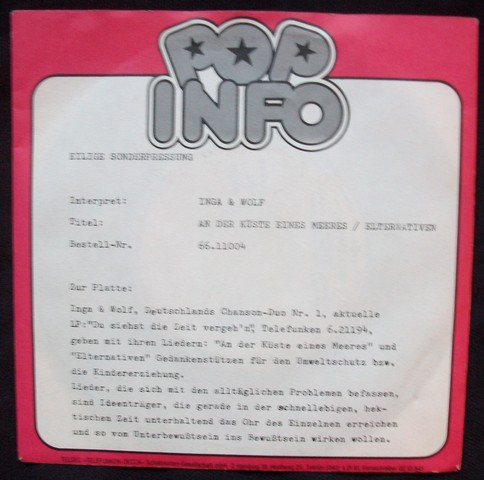 POP
INFO
EILIGE SONDERPRESSUNG
Interpret: INGA & WOLF
Titel: AN DER KÜSTE EINES MEERES / ELTERNATIVEN
Bestell-Nr. 66.11004
Zur Platte:
Inga & Wolf, Deutschlands Chanson-Duo Nr. 1, aktuelle
LP:"Du siehst die Zeit vergeh'n", Telefunken 6.21194,
geben mit ihren Liedern: "An der Küste eines Meeres" und
"Elternativen" Gedankenstützen für den Umweltschutz bzw.
die Kindererziehung.
Lieder, die sich mit den alltäglichen Problemen befassen,
sind Ideenträger, die gerade in der schnellebigen, hek-
tischen Zeit unterhaltend das Ohr des Einzelnen erreichen
und so vom Unterbewußtsein ins Bewußtsein wirken wollen.